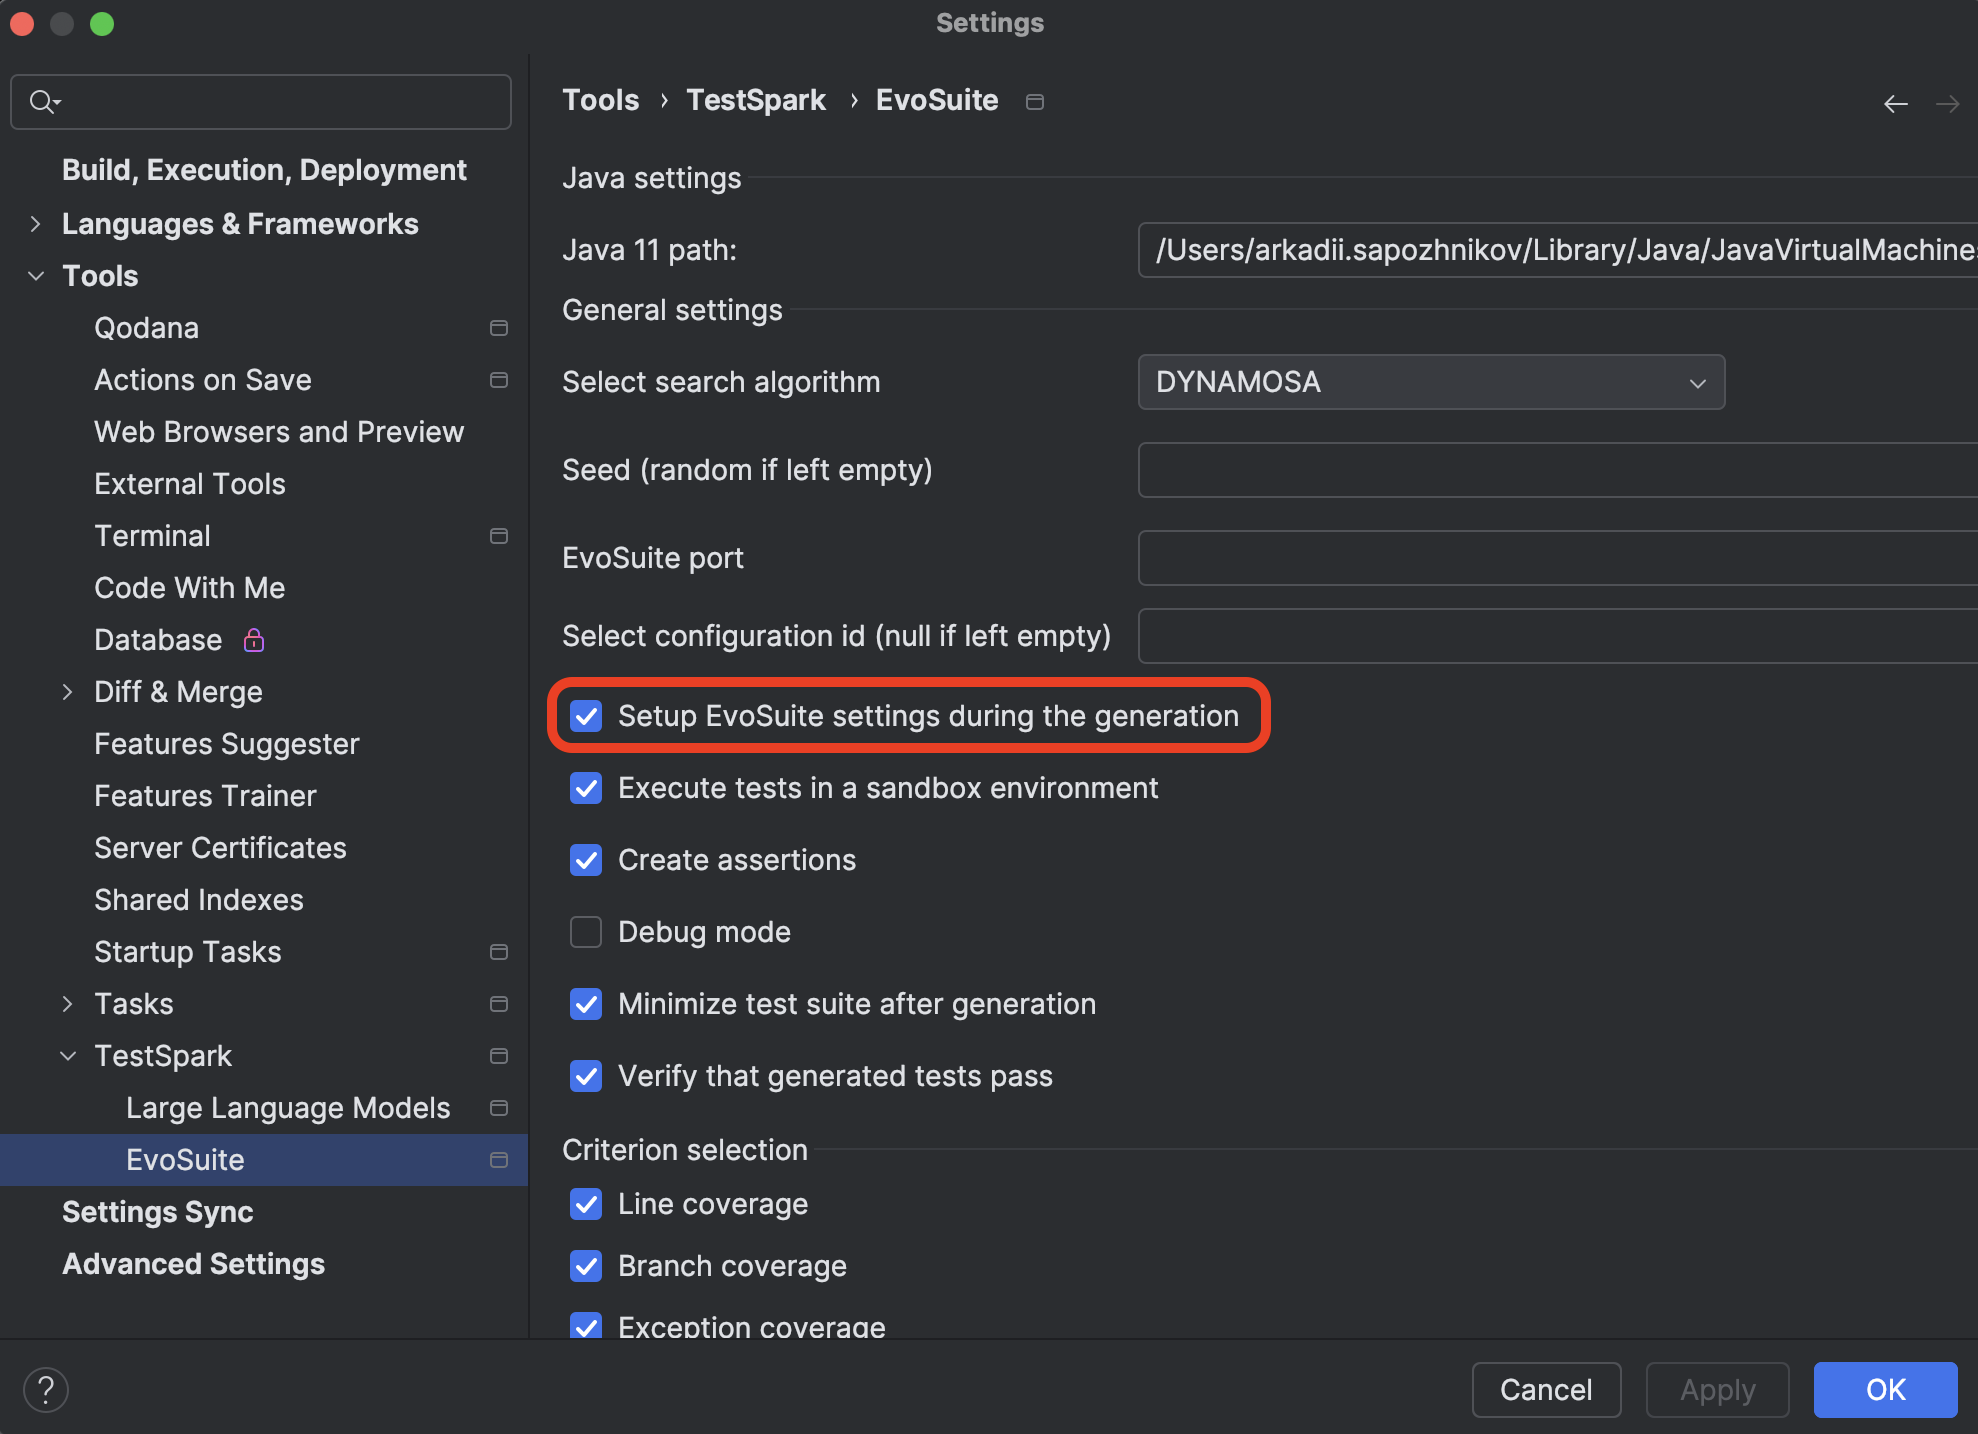 Settings
Build, Execution, Deployment
Languages & Frameworks
Tools
Qodana
Actions on Save
Web Browsers and Preview
External Tools
Terminal
Code With Me
Database
Diff & Merge
Features Suggester
Features Trainer
Server Certificates
Shared Indexes
Startup Tasks
Tasks
TestSpark
Large Language Models
EvoSuite
Settings Sync
Advanced Settings
Tools › TestSpark › EvoSuite
Java settings
Java 11 path: /Users/arkadii.sapozhnikov/Library/Java/JavaVirtualMachines
General settings
Select search algorithm DYNAMOSA
Seed (random if left empty)
EvoSuite port
Select configuration id (null if left empty)
Setup EvoSuite settings during the generation
Execute tests in a sandbox environment
Create assertions
Debug mode
Minimize test suite after generation
Verify that generated tests pass
Criterion selection
Line coverage
Branch coverage
Exception coverage
? Cancel Apply OK